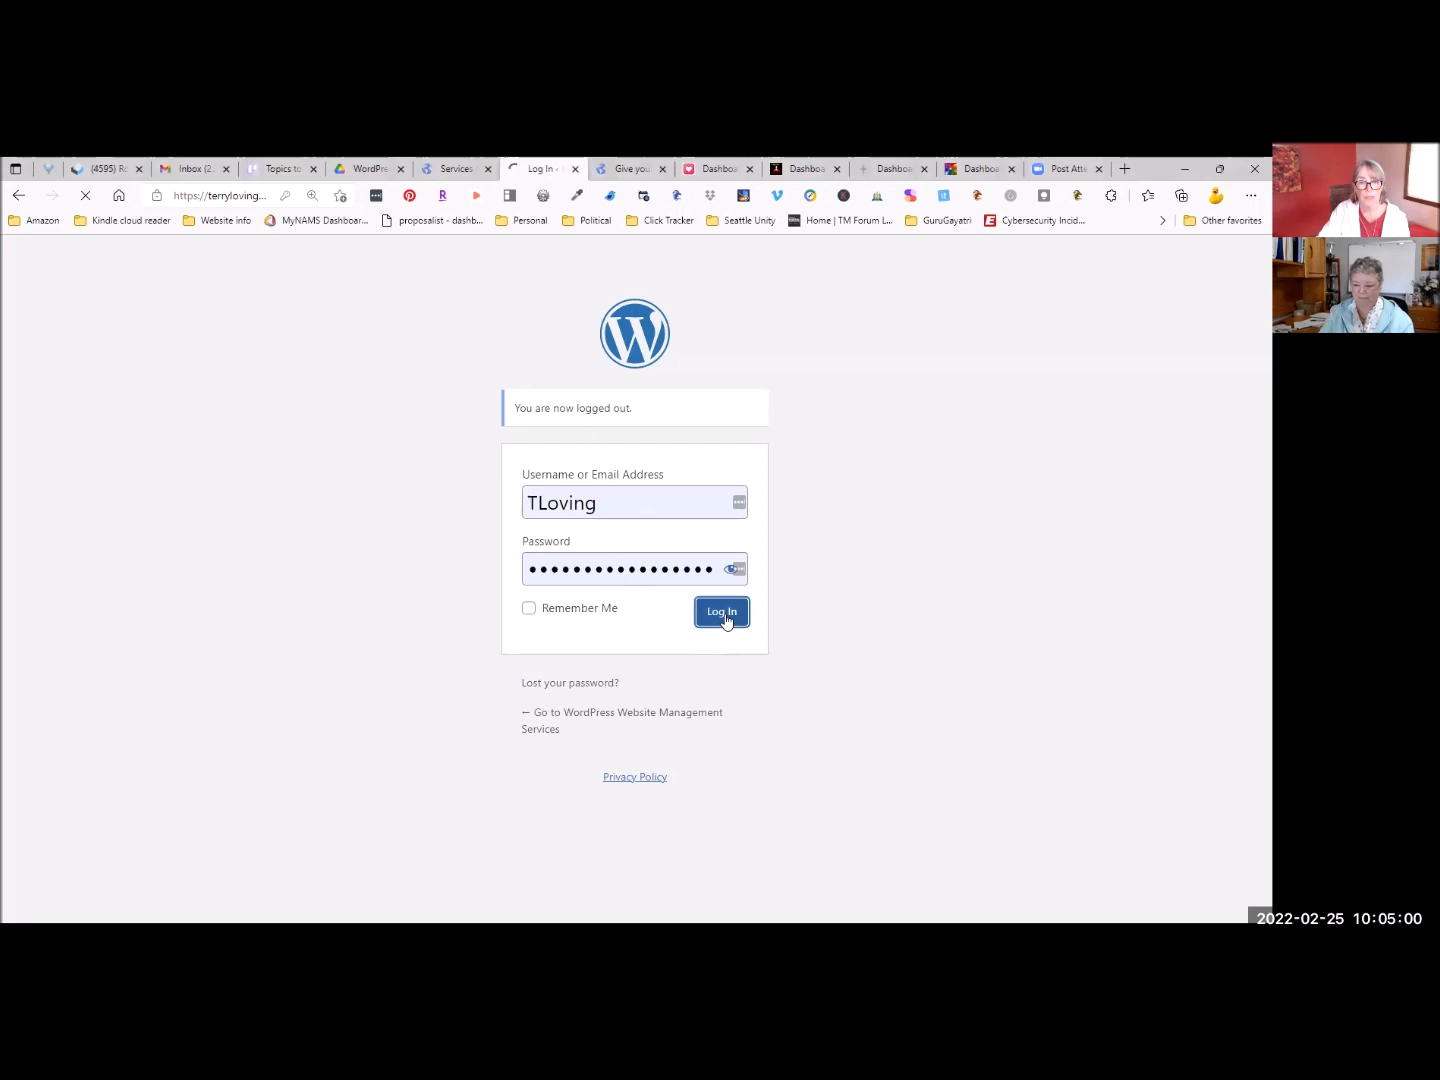 (4595) R
Inbox (2
Topics to
WordPre
Services
Log In ‹
Give you
Dashboa
Dashboa
Dashboa
Dashboa
Post Atte
https://terryloving...
Amazon
Kindle cloud reader
Website info
MyNAMS Dashboar...
proposalist - dashb...
Personal
Political
Click Tracker
Seattle Unity
Home | TM Forum L...
GuruGayatri
Cybersecurity Incid...
Other favorites
You are now logged out.
Username or Email Address
TLoving
Password
Remember Me
Log In
Lost your password?
← Go to WordPress Website Management
Services
Privacy Policy
2022-02-25 10:05:00